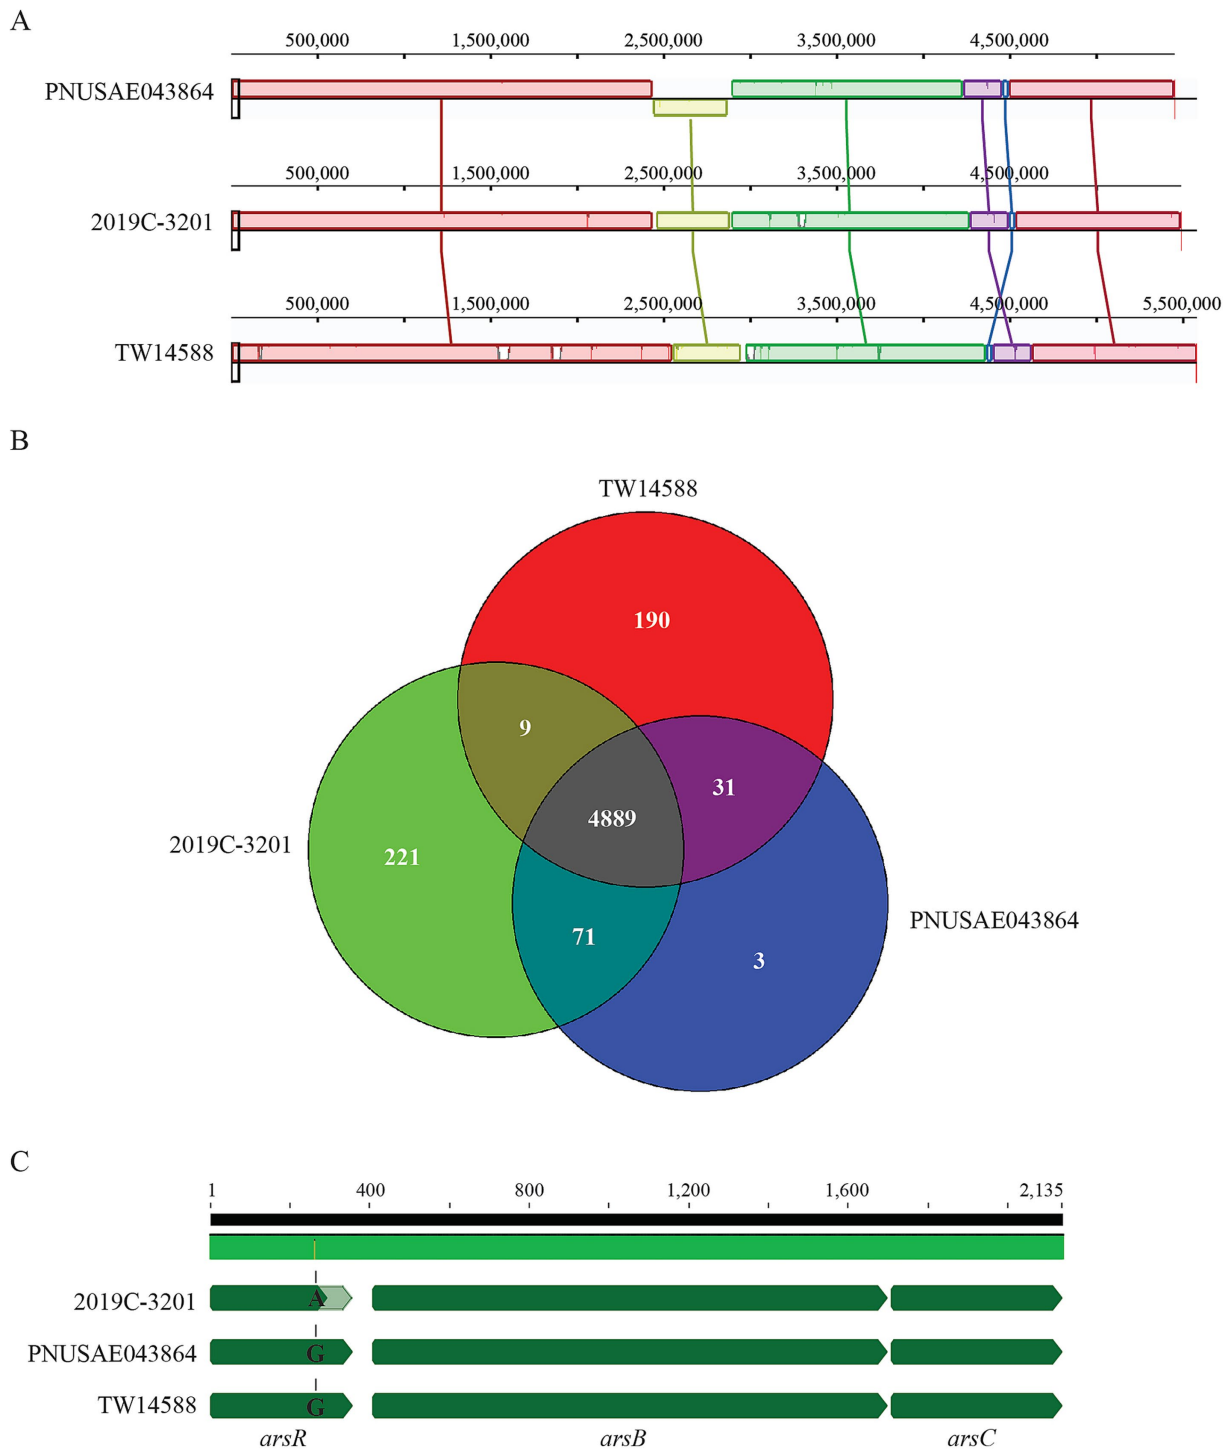 A
500,000 1,500,000 2,500,000 3,500,000 4,500,000
PNUSAE043864
500,000 1,500,000 2,500,000 3,500,000 4,500,000
2019C-3201
500,000 1,500,000 2,500,000 3,500,000 4,500,000 5,500,000
TW14588
B
TW14588
190
9
31
4889
2019C-3201
221
PNUSAE043864
71
3
C
1 400 800 1,200 1,600 2,135
2019C-3201 A
PNUSAE043864 G
TW14588 G
arsR arsB arsC